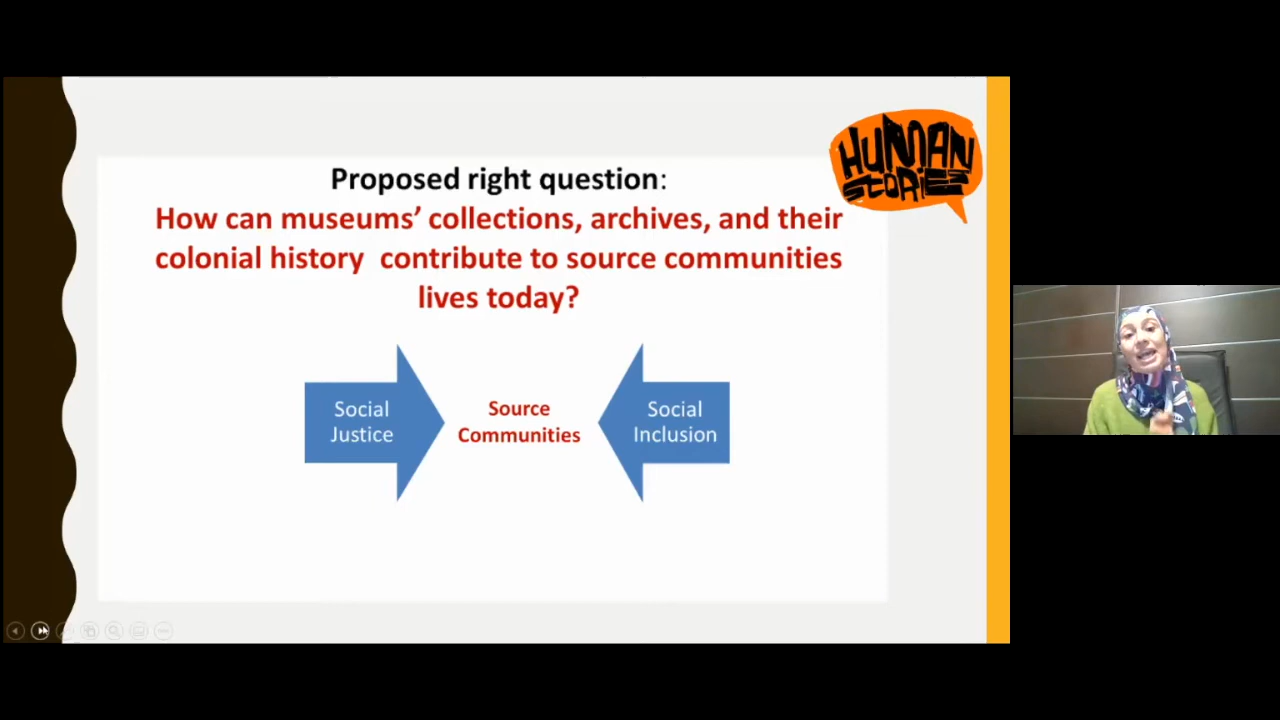 HUMAN
STORIES
Proposed right question:
How can museums’ collections, archives, and their
colonial history  contribute to source communities
lives today?
Social
Justice
Source
Communities
Social
Inclusion